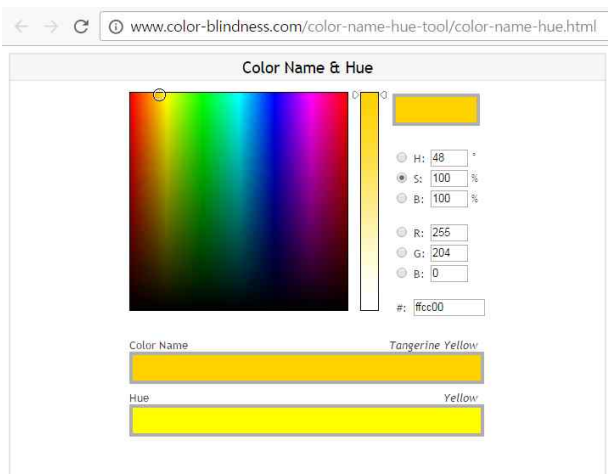 www.color-blindness.com/color-name-hue-tool/color-name-hue.html
Color Name & Hue
H: 48 °
S: 100 %
B: 100 %
R: 255
G: 204
B: 0
#: ffcc00
Color Name Tangerine Yellow
Hue Yellow